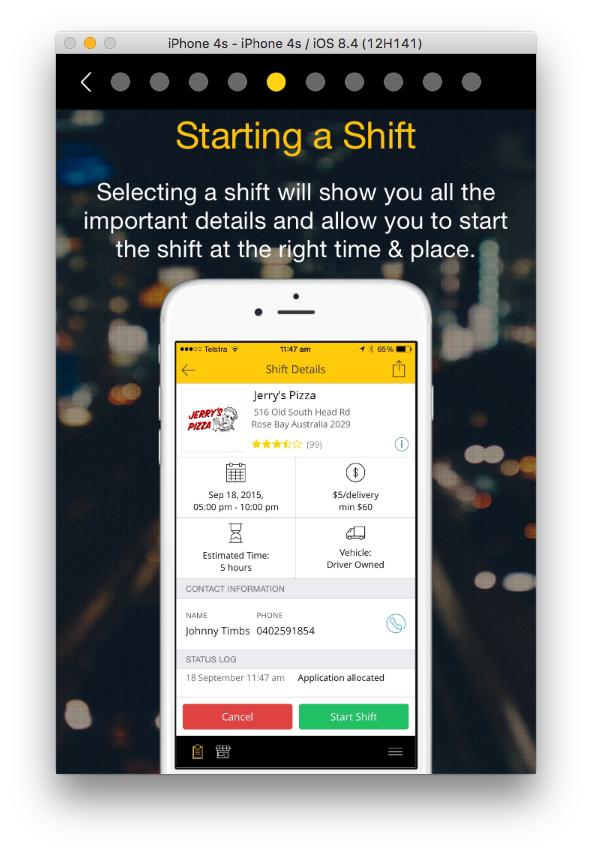 iPhone 4s - iPhone 4s / iOS 8.4 (12H141)
Starting a Shift
Selecting a shift will show you all the
important details and allow you to start
the shift at the right time & place.
Telstra 11:47 am 65%
Shift Details
JERRY'S
PIZZA
Jerry's Pizza
516 Old South Head Rd
Rose Bay Australia 2029
(99)
Sep 18, 2015,
05:00 pm - 10:00 pm
$5/delivery
min $60
Estimated Time:
5 hours
Vehicle:
Driver Owned
CONTACT INFORMATION
NAME PHONE
Johnny Timbs 0402591854
STATUS LOG
18 September 11:47 am Application allocated
Cancel Start Shift